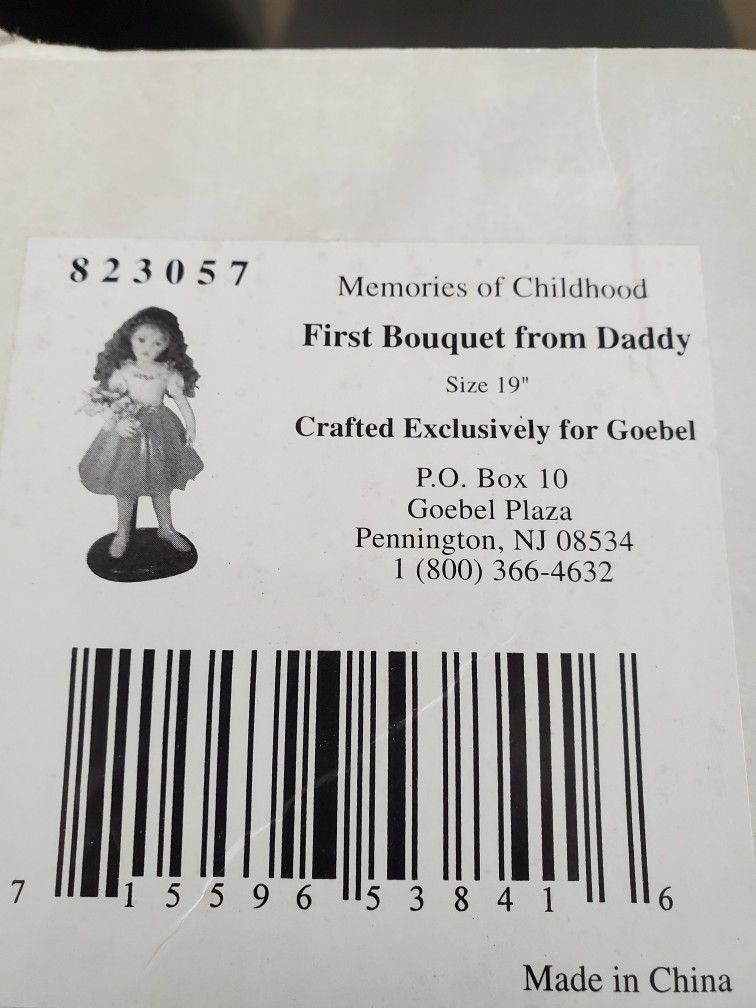 823057
Memories of Childhood
First Bouquet from Daddy
Size 19"
Crafted Exclusively for Goebel
P.O. Box 10
Goebel Plaza
Pennington, NJ 08534
1 (800) 366-4632
7 15596 53841 6
Made in China